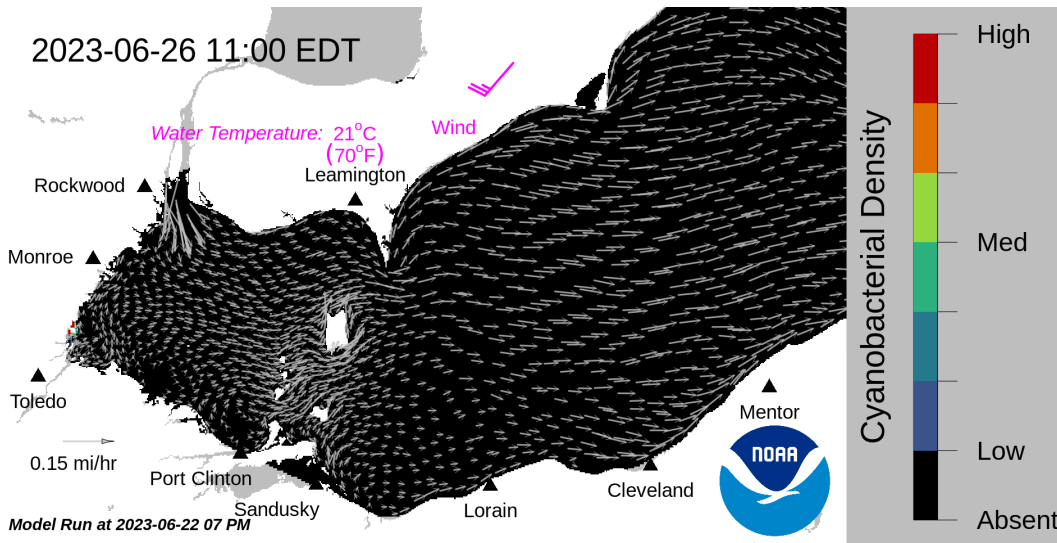 2023-06-26 11:00 EDT
High
Water Temperature: 21°C
(70°F)
Wind
Leamington
Rockwood
Monroe
Cyanobacterial Density
Med
Toledo
Mentor
0.15 mi/hr
NOAA
Low
Port Clinton
Cleveland
Sandusky
Lorain
Model Run at 2023-06-22 07 PM
Absent